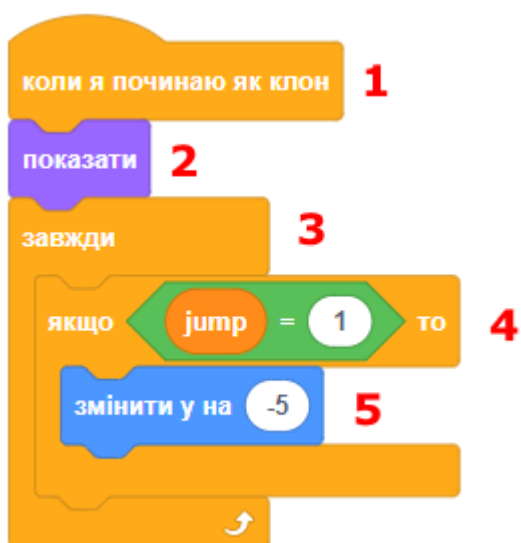 коли я починаю як клон 1
показати 2
завжди 3
якщо jump = 1 то 4
змінити y на -5 5